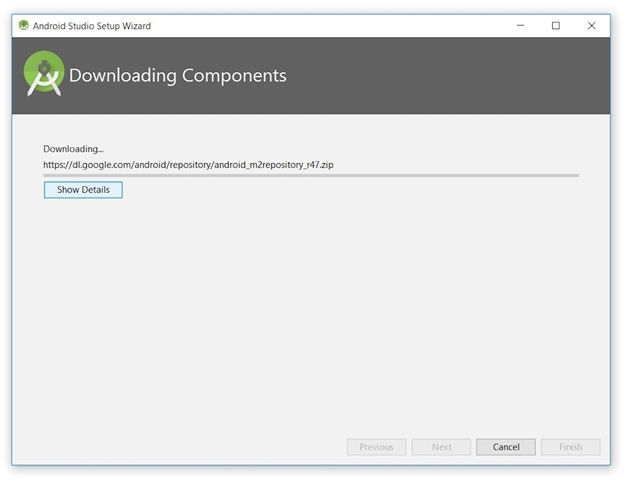 Android Studio Setup Wizard
Downloading Components
Downloading...
https://dl.google.com/android/repository/android_m2repository_r47.zip
Show Details
Previous Next Cancel Finish